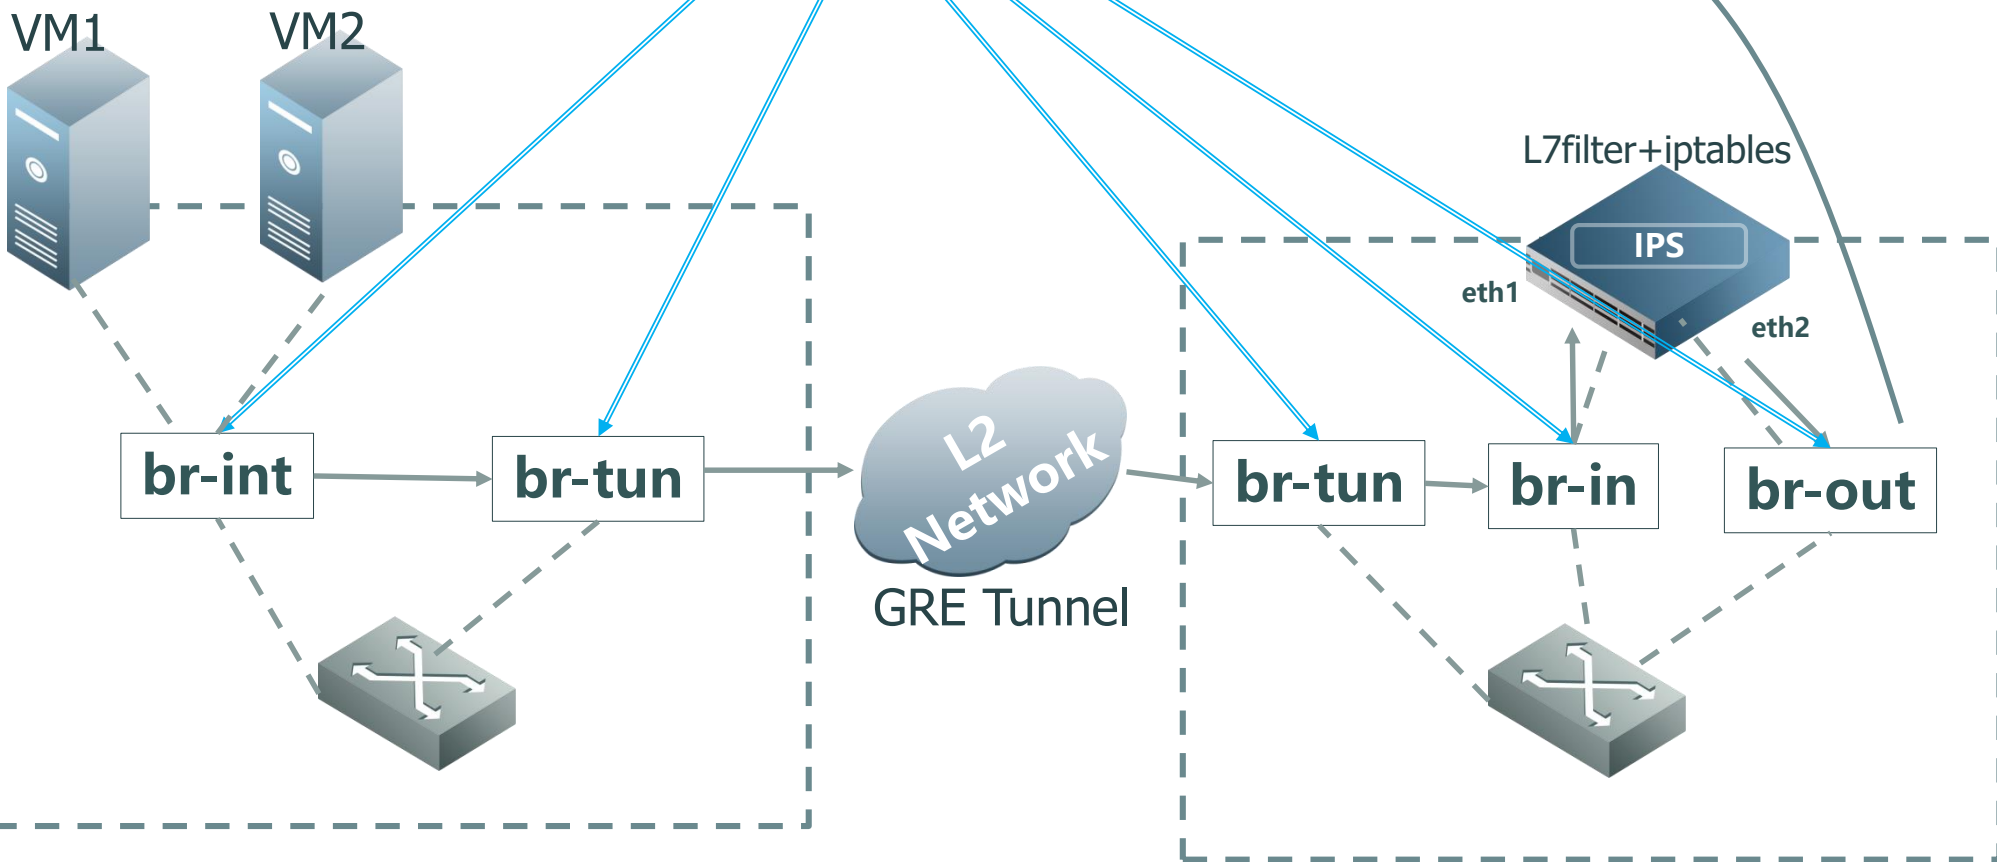 VM1
VM2
L7filter+iptables
IPS
eth1
eth2
br-int
br-tun
L2
Network
br-tun
br-in
br-out
GRE Tunnel